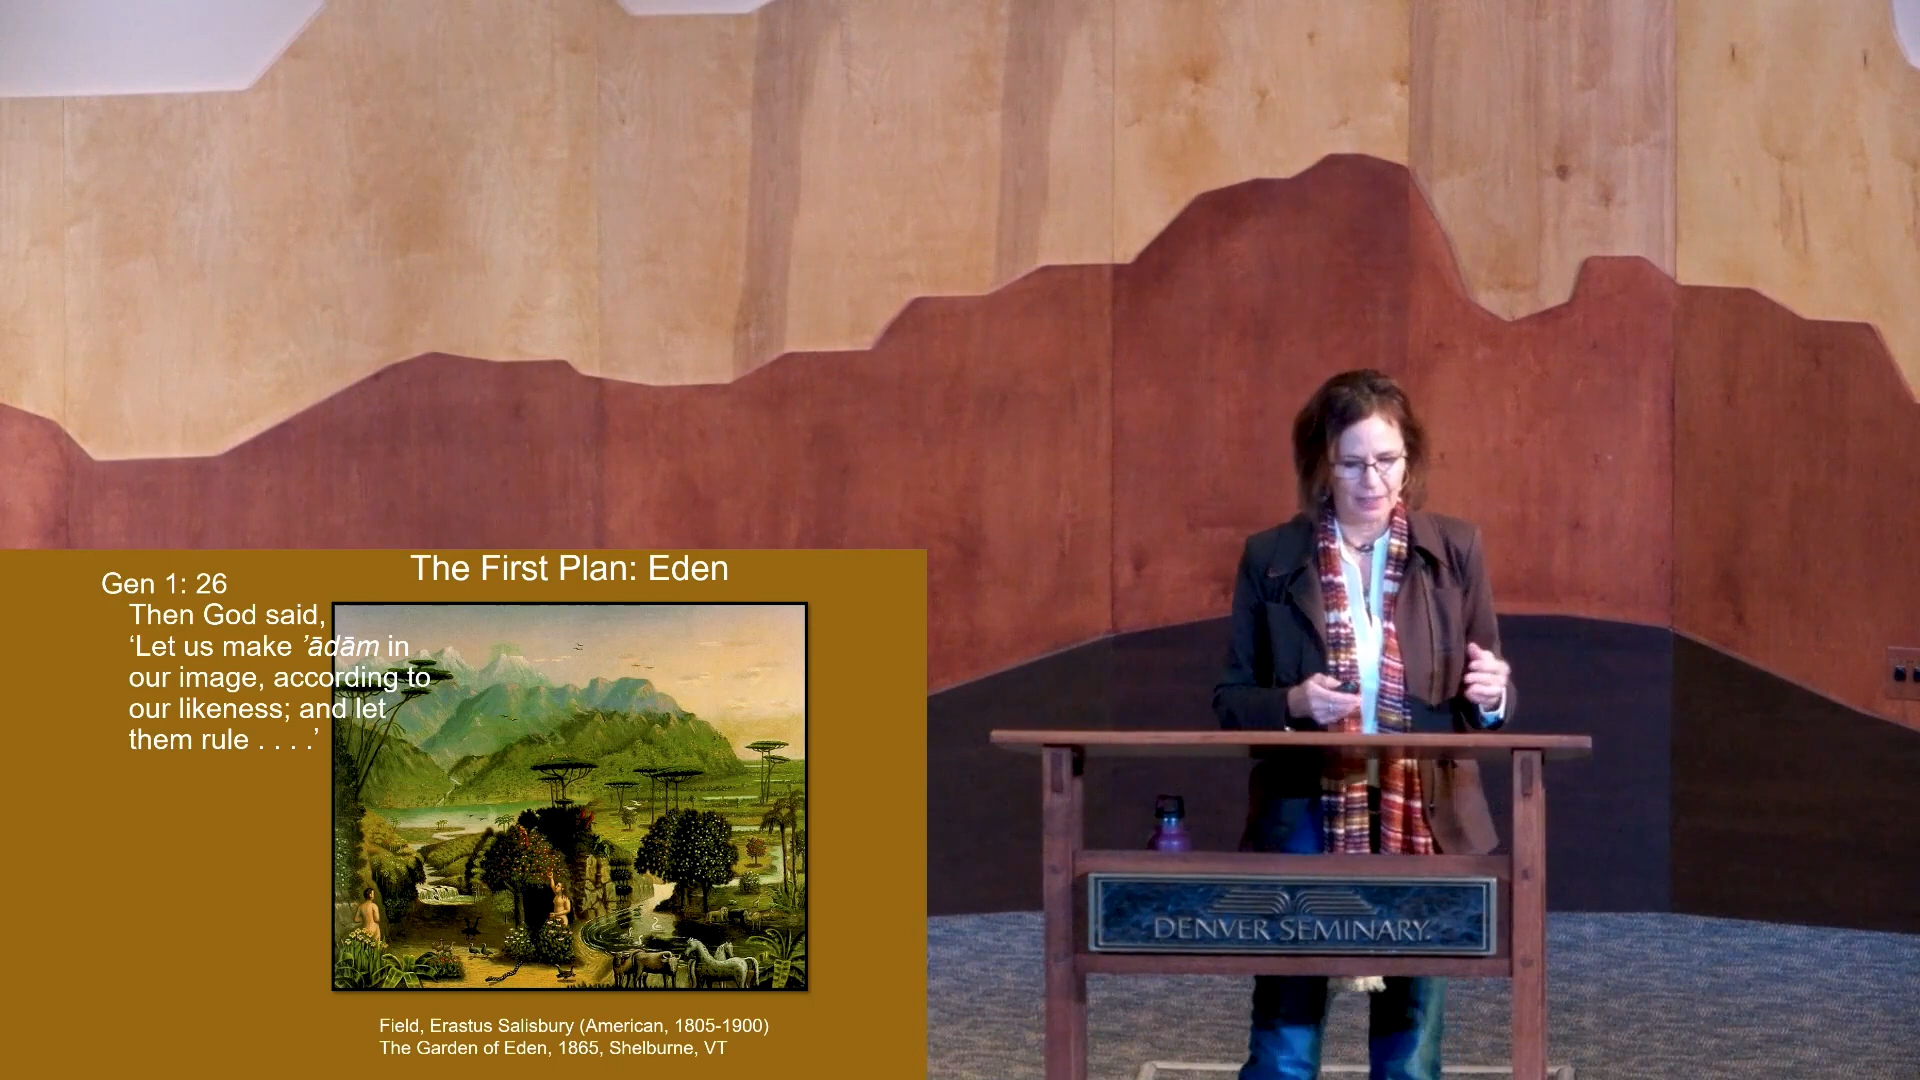 The First Plan: Eden
Gen 1: 26
Then God said,
‘Let us make ’ādām in
our image, according to
our likeness; and let
them rule . . . .’
Field, Erastus Salisbury (American, 1805-1900)
The Garden of Eden, 1865, Shelburne, VT
DENVER SEMINARY.